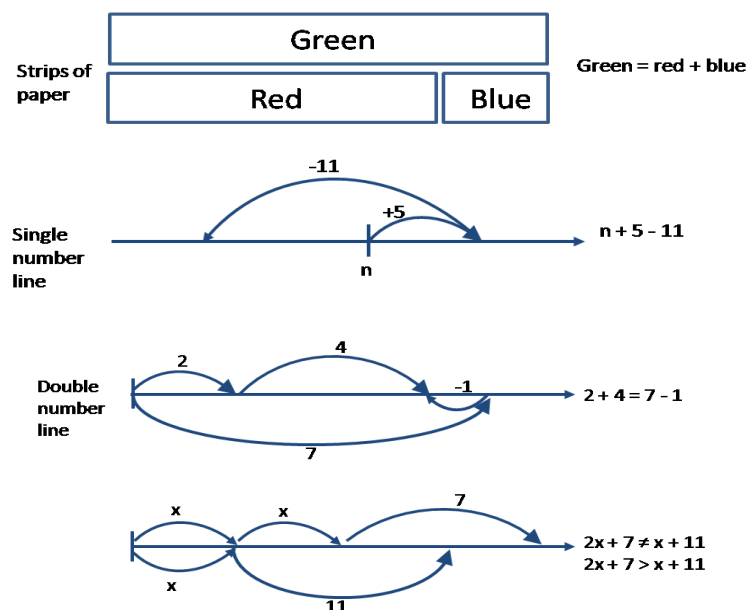 Green
Strips of
paper
Green = red + blue
Red
Blue
-11
+5
Single
number
line
n + 5 - 11
n
2
4
-1
Double
number
line
2 + 4 = 7 - 1
7
x
x
7
2x + 7 ≠ x + 11
2x + 7 > x + 11
x
11